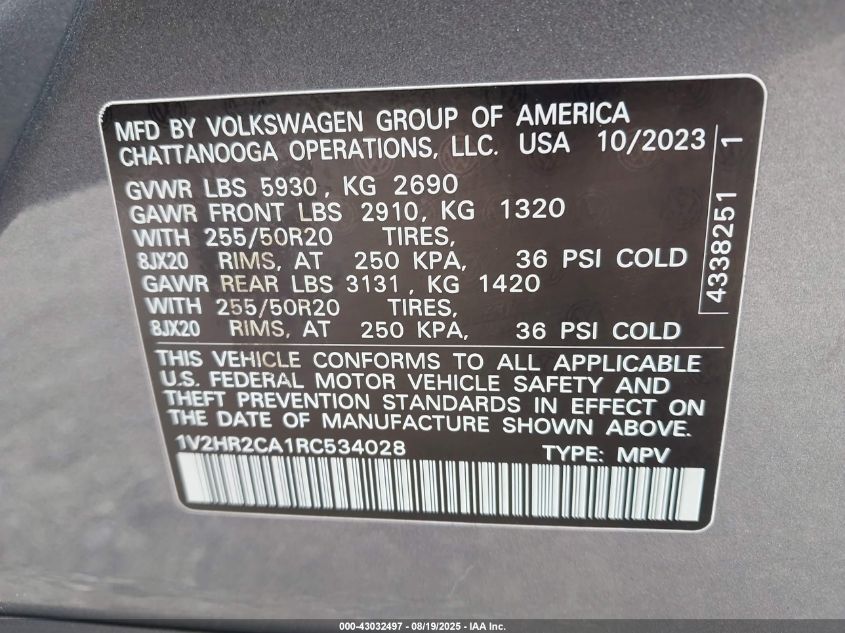 MFD BY VOLKSWAGEN GROUP OF AMERICA
CHATTANOOGA OPERATIONS, LLC. USA 10/2023
GVWR LBS 5930, KG 2690
GAWR FRONT LBS 2910, KG 1320
WITH 255/50R20 TIRES,
8JX20 RIMS, AT 250 KPA, 36 PSI COLD
GAWR REAR LBS 3131, KG 1420
WITH 255/50R20 TIRES,
8JX20 RIMS, AT 250 KPA, 36 PSI COLD
4338251 1
THIS VEHICLE CONFORMS TO ALL APPLICABLE
U.S. FEDERAL MOTOR VEHICLE SAFETY AND
THEFT PREVENTION STANDARDS IN EFFECT ON
THE DATE OF MANUFACTURE SHOWN ABOVE.
1V2HR2CA1RC534028 TYPE: MPV
000-43032497 - 08/19/2025 - IAA Inc.